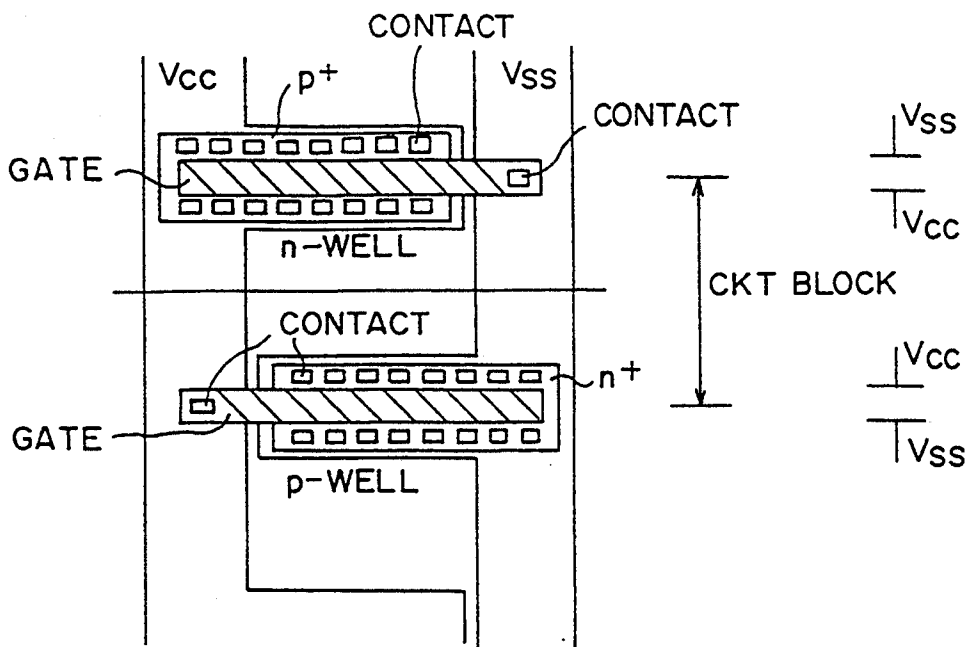 CONTACT
Vcc
p+
Vss
CONTACT
Vss
GATE
Vcc
n-WELL
CKT BLOCK
CONTACT
Vcc
n+
GATE
Vss
p-WELL